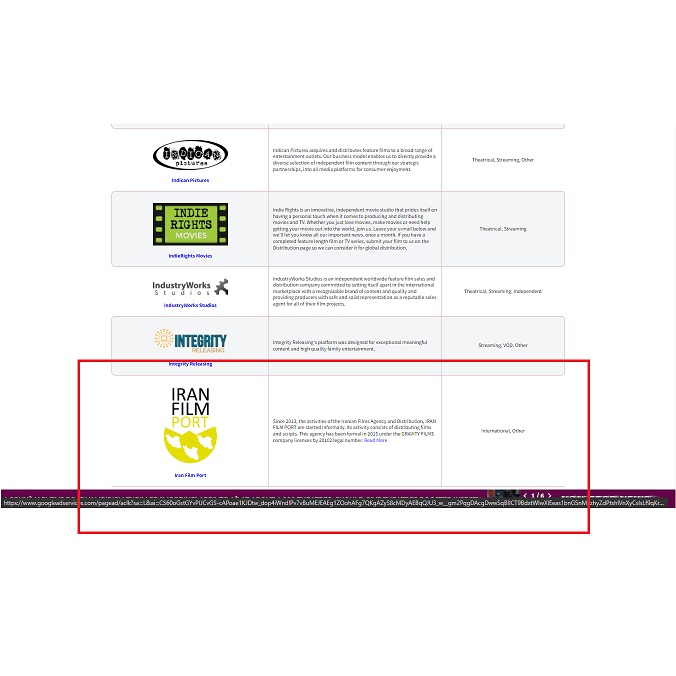 INDICAN
pictures
Indican Pictures
Indican Pictures acquires and distributes feature films to a broad range of
entertainment outlets. Our business model enables us to directly provide a
diverse selection of independent film content through our strategic
partnerships, into all media platforms for consumer enjoyment.
Theatrical, Streaming, Other
INDIE
RIGHTS
MOVIES
IndieRights Movies
Indie Rights is an innovative, independent movie studio that prides itself on
having a personal touch when it comes to producing and distributing
movies and TV. Whether you just love movies, make movies or need help
getting your movie out into the world, join us. Leave your e-mail below and
we'll let you know all our important news, once a month. If you have a
completed feature length film or TV series, submit your film to us on the
Distribution page so we can consider it for global distribution.
Theatrical, Streaming
IndustryWorks
Studios
IndustryWorks Studios
IndustryWorks Studios is an independent worldwide feature film sales and
distribution company committed to setting itself apart in the international
marketplace with a recognizable brand of content and quality and
providing producers with safe and solid representation as a reputable sales
agent for all of their film projects.
Theatrical, Streaming, Independent
INTEGRITY
RELEASING
Integrity Releasing
Integrity Releasing's platform was designed for exceptional meaningful
content and high quality family entertainment.
Streaming, VOD, Other
IRAN
FILM
PORT
Iran Film Port
Since 2013, the activities of the Iranian Films Agency and Distribution, IRAN
FILM PORT are started informally. Its activity consists of distributing films
and scripts. This agency has been formal in 2015 under the GRAVITY FILMS
company licenses by 20102 legal number. Read More
International, Other
1/6